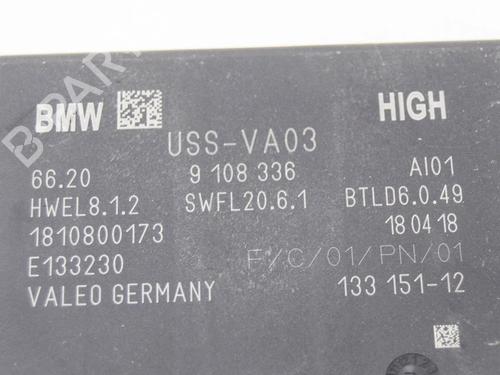 BMW HIGH
USS-VA03
66.20 9 108 336 AI01
HWEL8.1.2 SWFL20.6.1 BTLD6.0.49
1810800173 18 04 18
E133230 F/C/01/PN/01
VALEO GERMANY 133 151-12
B-PARTS